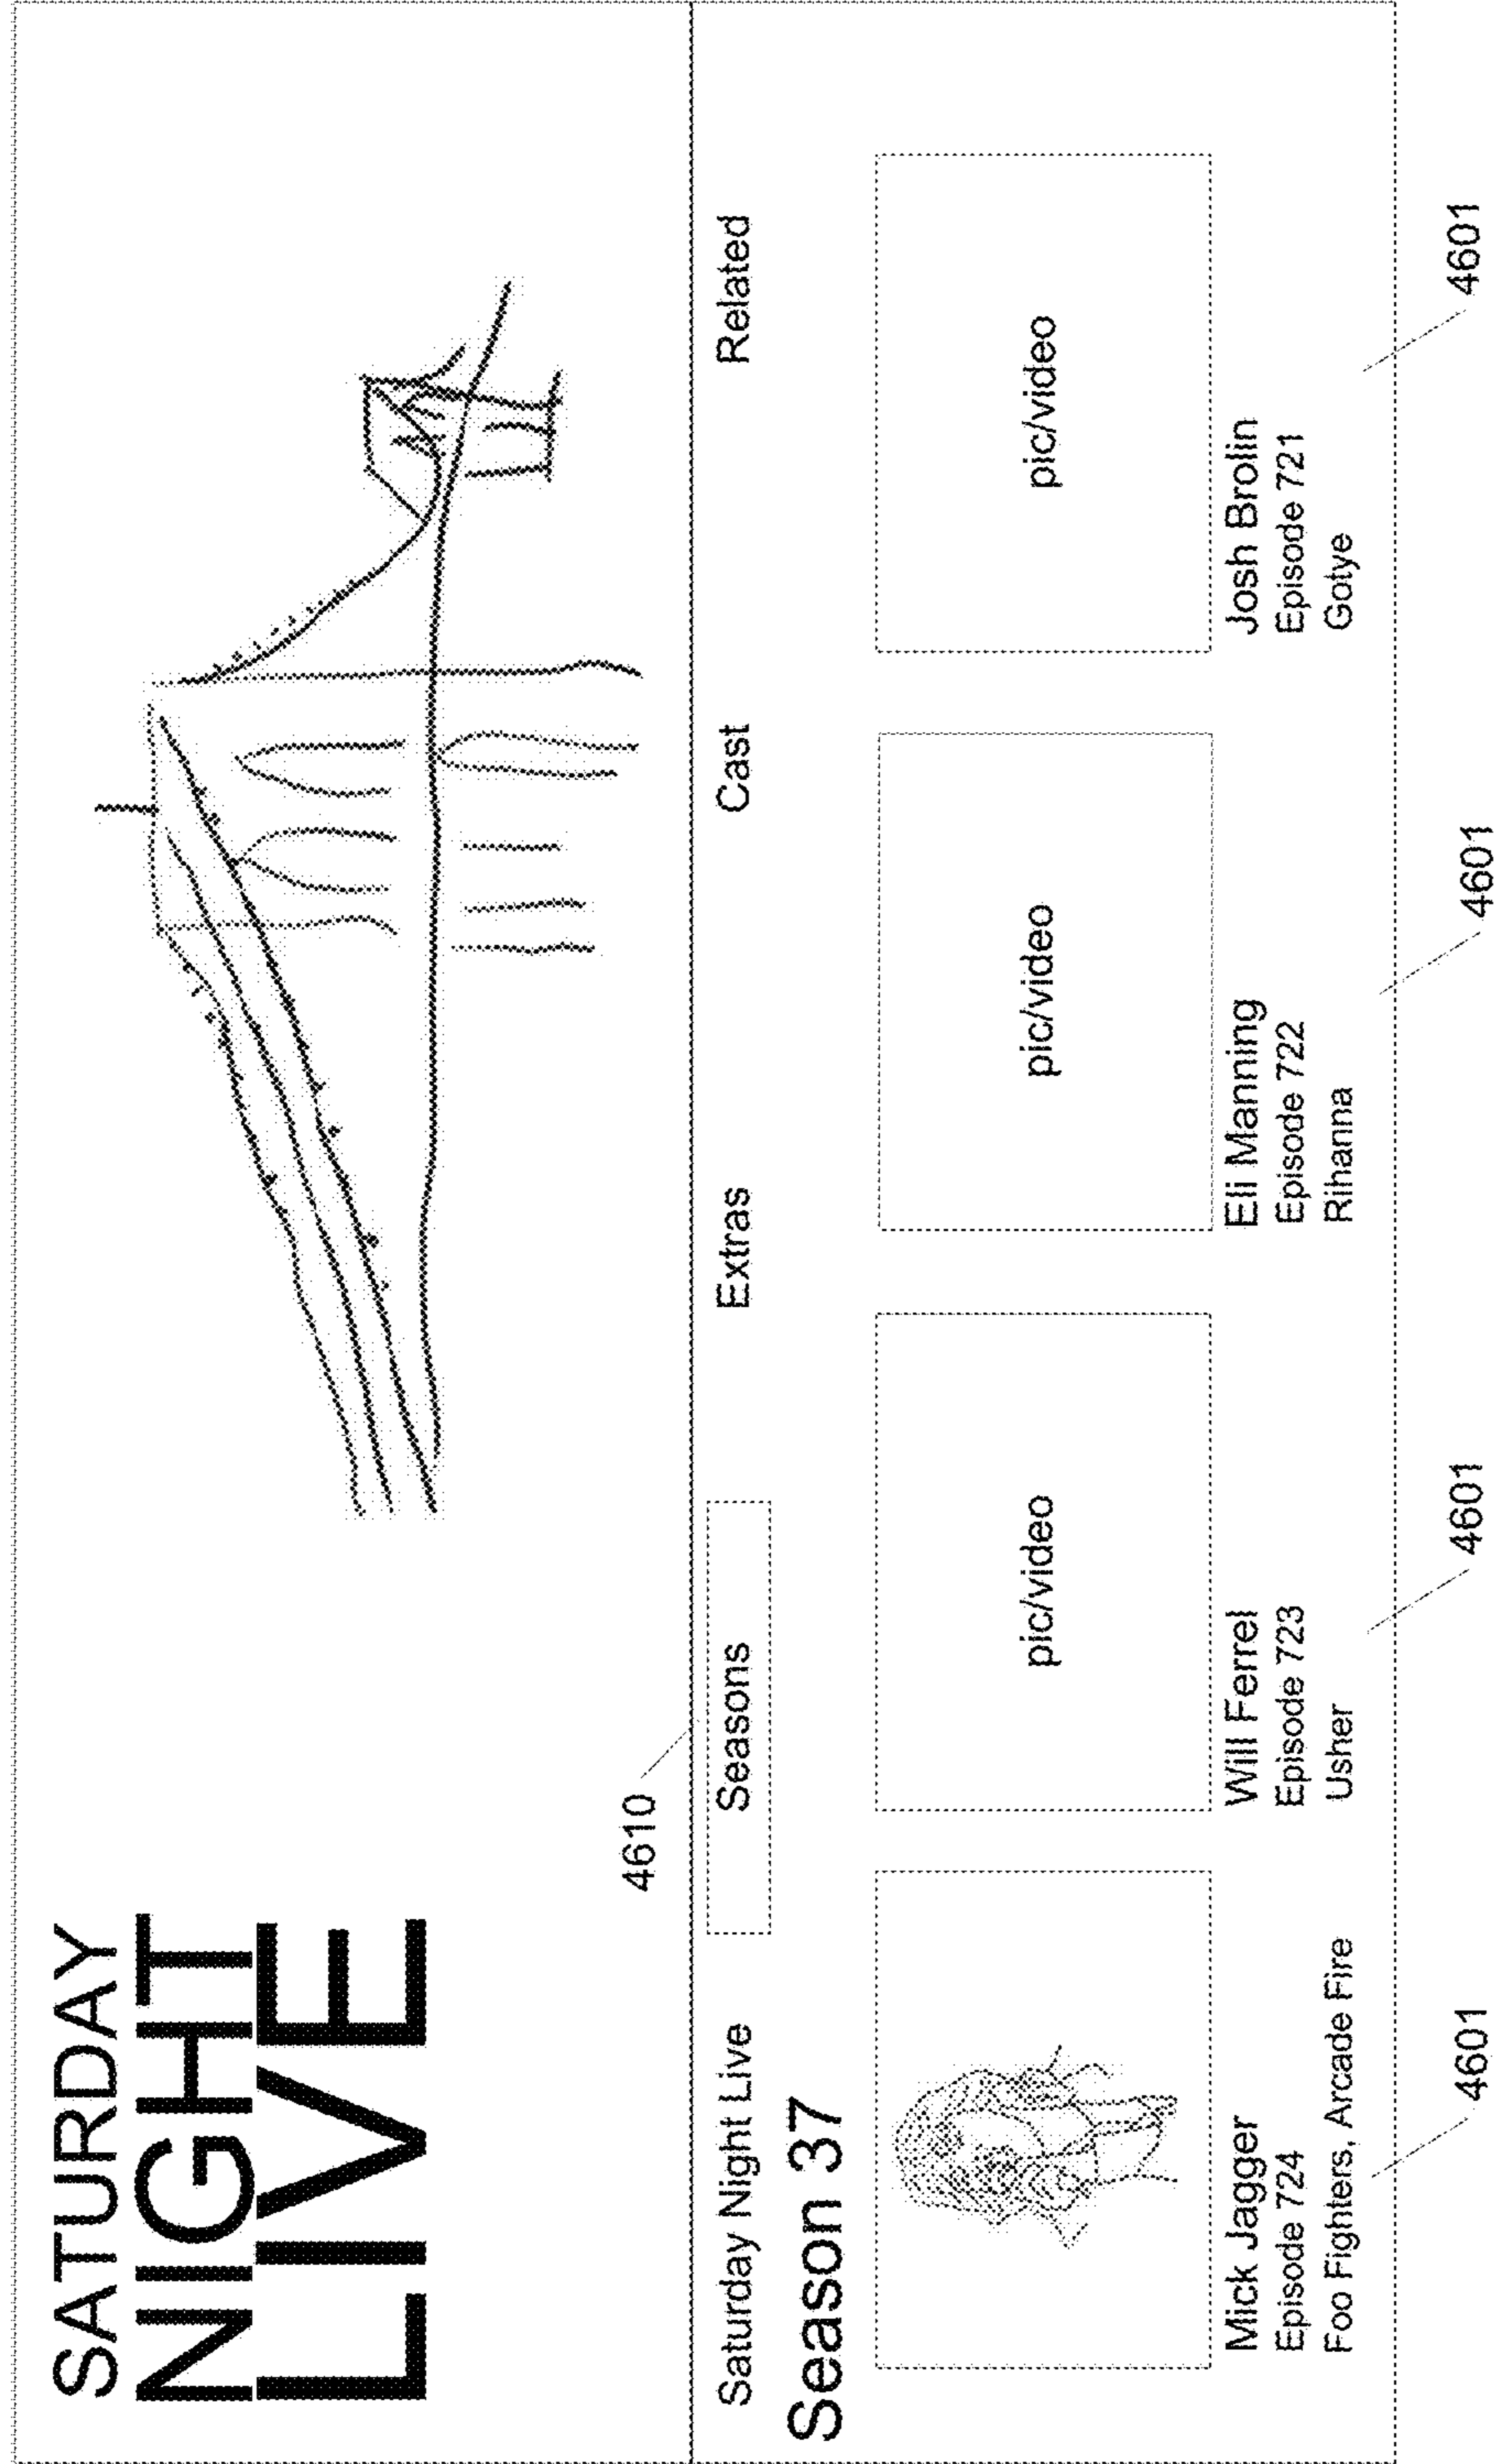 SATURDAY
NIGHT
LIVE
4610
Saturday Night Live Seasons Extras Cast Related
Season 37
pic/video pic/video pic/video
Mick Jagger Will Ferrel Eli Manning Josh Brolin
Episode 724 Episode 723 Episode 722 Episode 721
Foo Fighters, Arcade Fire Usher Rihanna Gotye
4601 4601 4601 4601